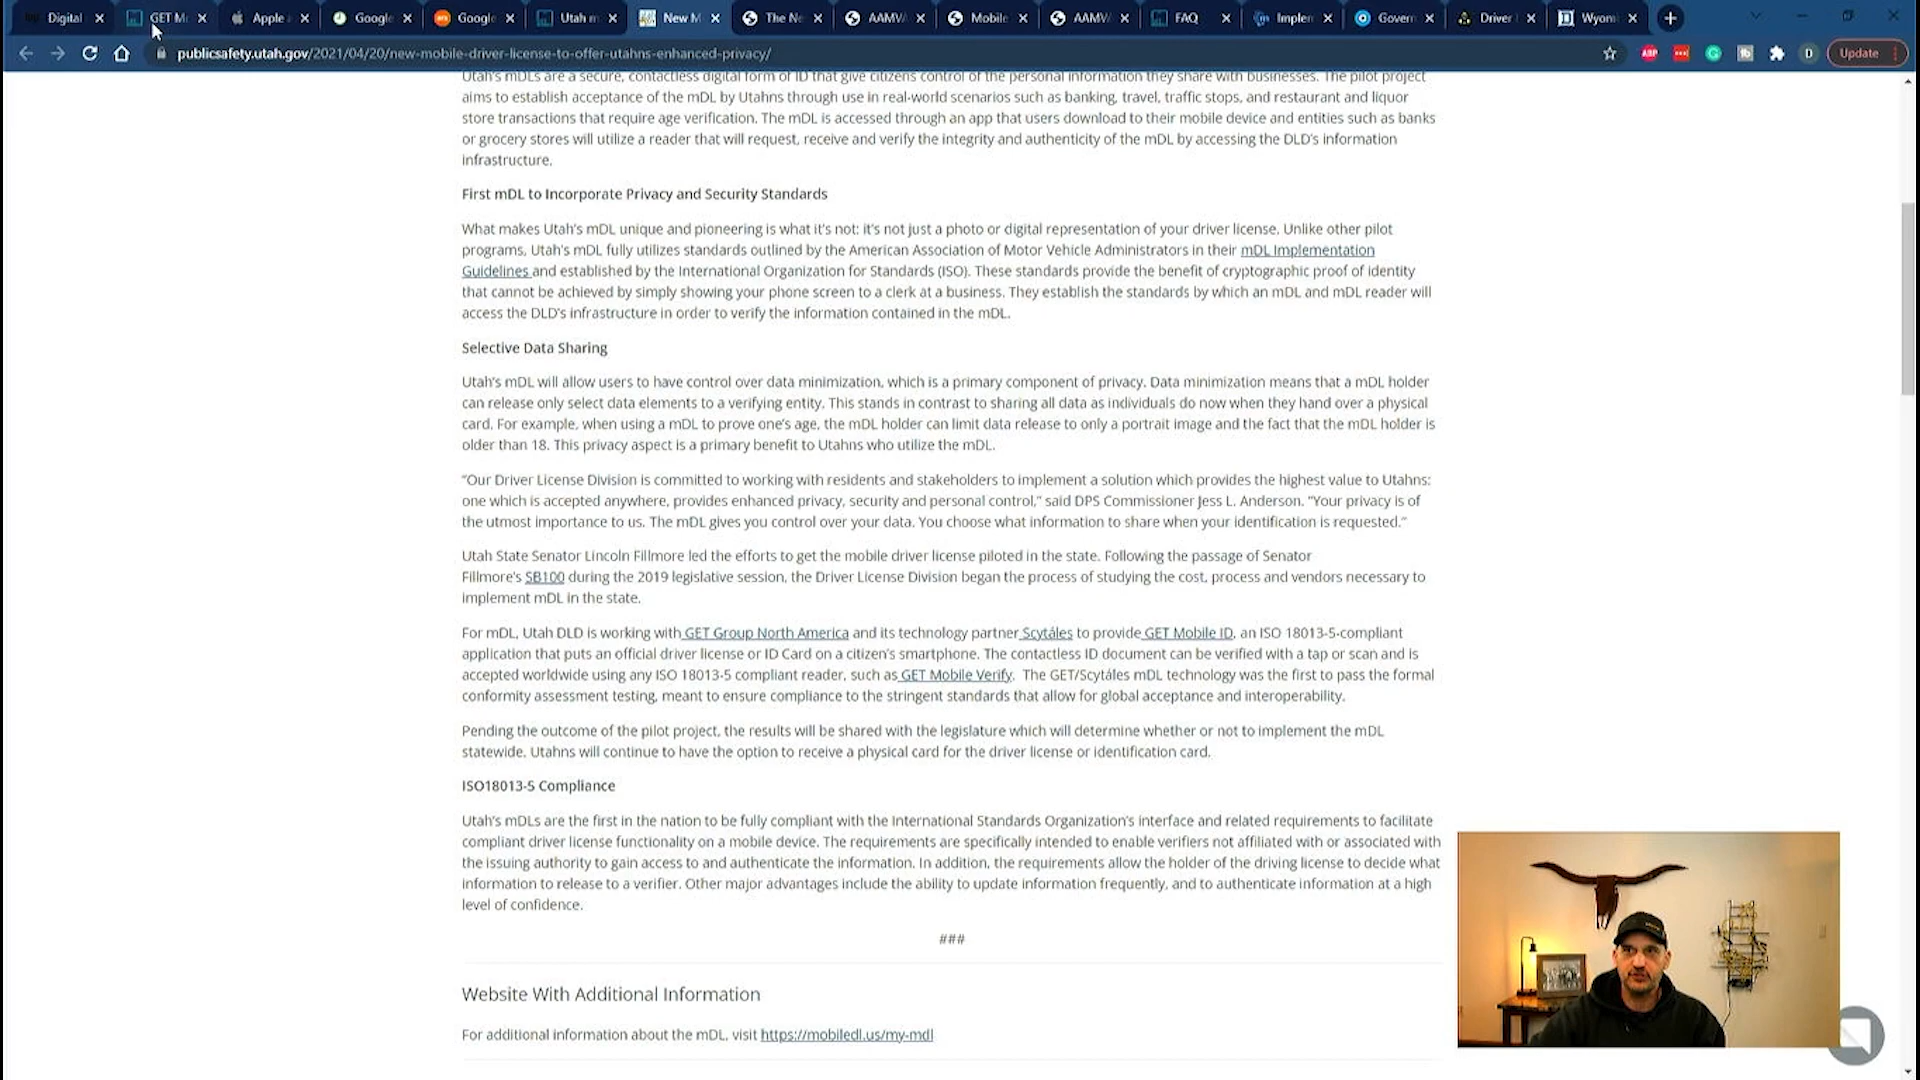 Digital
GET M
Apple
Google
Google
Utah m
New M
The Ne
AAMVA
Mobile
AAMVA
FAQ
Implem
Govern
Driver
Wyom
publicsafety.utah.gov/2021/04/20/new-mobile-driver-license-to-offer-utahns-enhanced-privacy/
ABP
D
Update
Utah's mDLs are a secure, contactless digital form of ID that give citizens control of the personal information they share with businesses. The pilot project
aims to establish acceptance of the mDL by Utahns through use in real-world scenarios such as banking, travel, traffic stops, and restaurant and liquor
store transactions that require age verification. The mDL is accessed through an app that users download to their mobile device and entities such as banks
or grocery stores will utilize a reader that will request, receive and verify the integrity and authenticity of the mDL by accessing the DLD's information
infrastructure.
First mDL to Incorporate Privacy and Security Standards
What makes Utah's mDL unique and pioneering is what it's not: it's not just a photo or digital representation of your driver license. Unlike other pilot
programs, Utah's mDL fully utilizes standards outlined by the American Association of Motor Vehicle Administrators in their mDL Implementation
Guidelines and established by the International Organization for Standards (ISO). These standards provide the benefit of cryptographic proof of identity
that cannot be achieved by simply showing your phone screen to a clerk at a business. They establish the standards by which an mDL and mDL reader will
access the DLD's infrastructure in order to verify the information contained in the mDL.
Selective Data Sharing
Utah's mDL will allow users to have control over data minimization, which is a primary component of privacy. Data minimization means that a mDL holder
can release only select data elements to a verifying entity. This stands in contrast to sharing all data as individuals do now when they hand over a physical
card. For example, when using a mDL to prove one's age, the mDL holder can limit data release to only a portrait image and the fact that the mDL holder is
older than 18. This privacy aspect is a primary benefit to Utahns who utilize the mDL.
"Our Driver License Division is committed to working with residents and stakeholders to implement a solution which provides the highest value to Utahns:
one which is accepted anywhere, provides enhanced privacy, security and personal control," said DPS Commissioner Jess L. Anderson. "Your privacy is of
the utmost importance to us. The mDL gives you control over your data. You choose what information to share when your identification is requested."
Utah State Senator Lincoln Fillmore led the efforts to get the mobile driver license piloted in the state. Following the passage of Senator
Fillmore's SB100 during the 2019 legislative session, the Driver License Division began the process of studying the cost, process and vendors necessary to
implement mDL in the state.
For mDL, Utah DLD is working with GET Group North America and its technology partner Scytáles to provide GET Mobile ID, an ISO 18013-5-compliant
application that puts an official driver license or ID Card on a citizen's smartphone. The contactless ID document can be verified with a tap or scan and is
accepted worldwide using any ISO 18013-5 compliant reader, such as GET Mobile Verify. The GET/Scytáles mDL technology was the first to pass the formal
conformity assessment testing, meant to ensure compliance to the stringent standards that allow for global acceptance and interoperability.
Pending the outcome of the pilot project, the results will be shared with the legislature which will determine whether or not to implement the mDL
statewide. Utahns will continue to have the option to receive a physical card for the driver license or identification card.
ISO18013-5 Compliance
Utah's mDLs are the first in the nation to be fully compliant with the International Standards Organization's interface and related requirements to facilitate
compliant driver license functionality on a mobile device. The requirements are specifically intended to enable verifiers not affiliated with or associated with
the issuing authority to gain access to and authenticate the information. In addition, the requirements allow the holder of the driving license to decide what
information to release to a verifier. Other major advantages include the ability to update information frequently, and to authenticate information at a high
level of confidence.
###
Website With Additional Information
For additional information about the mDL, visit https://mobiledl.us/my-mdl